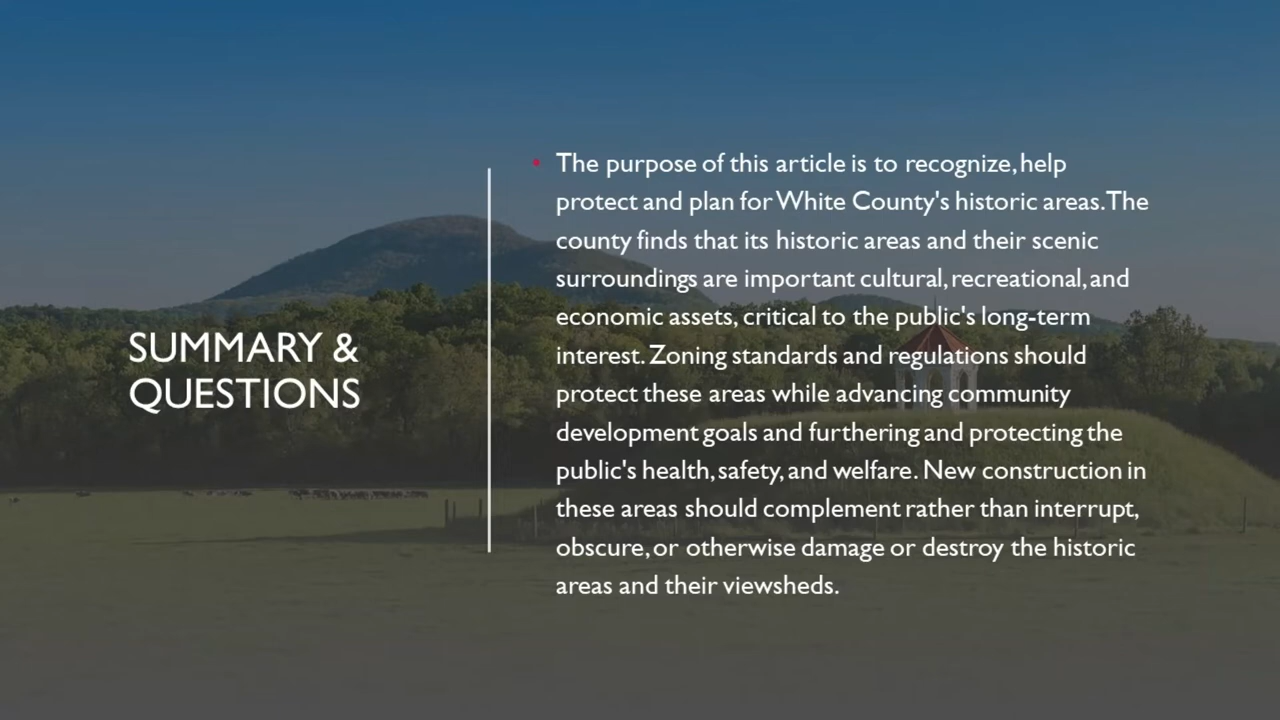 SUMMARY &
QUESTIONS
• The purpose of this article is to recognize, help
protect and plan for White County's historic areas. The
county finds that its historic areas and their scenic
surroundings are important cultural, recreational, and
economic assets, critical to the public's long-term
interest. Zoning standards and regulations should
protect these areas while advancing community
development goals and furthering and protecting the
public's health, safety, and welfare. New construction in
these areas should complement rather than interrupt,
obscure, or otherwise damage or destroy the historic
areas and their viewsheds.